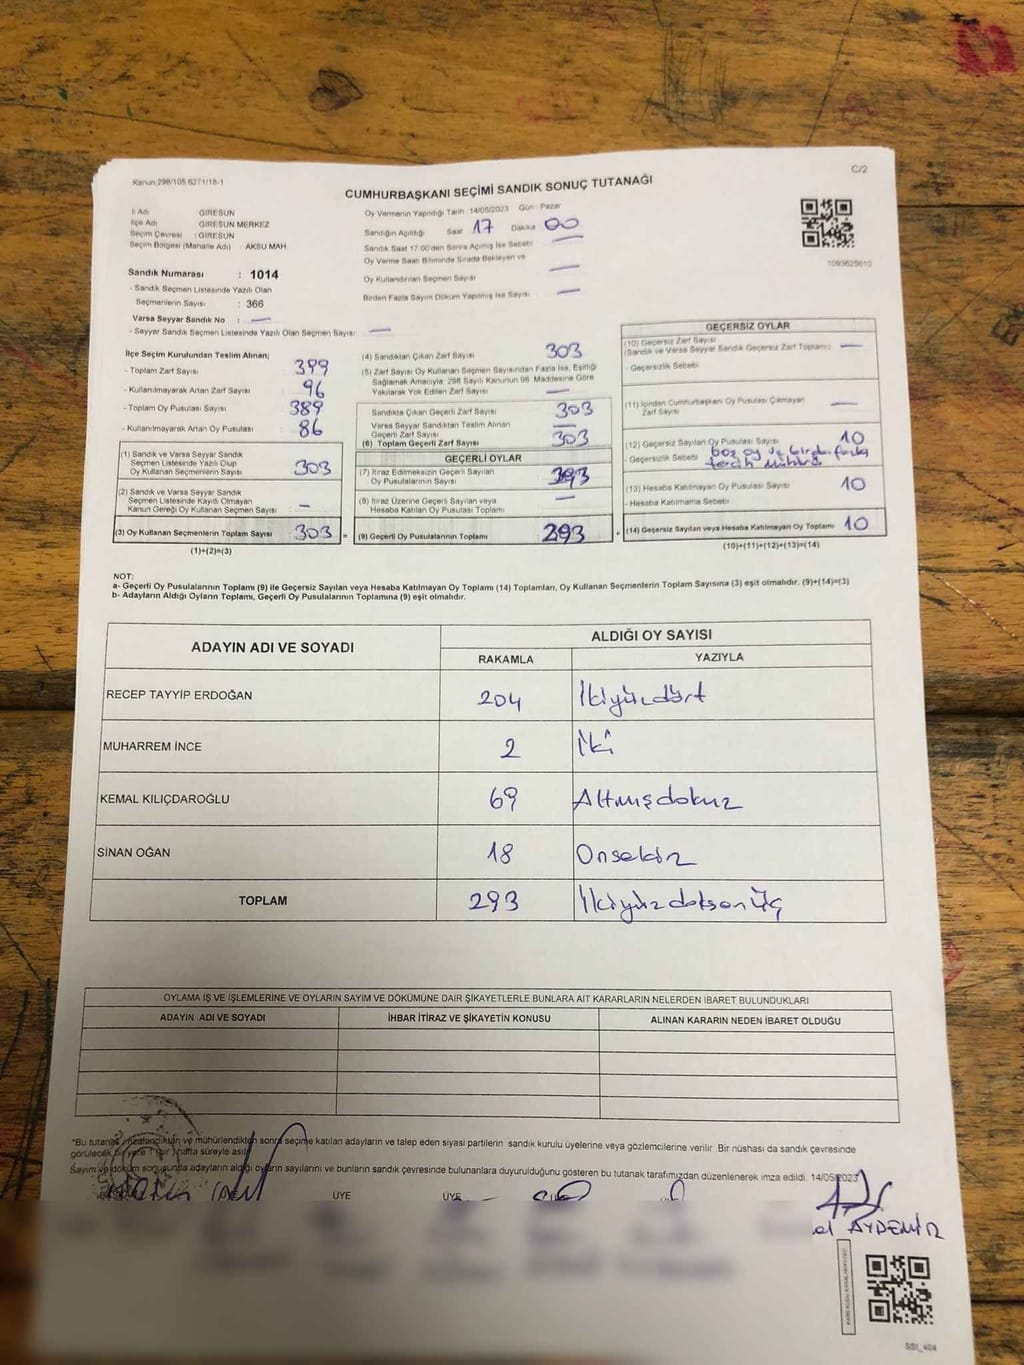 Kanun 298/105 6271/18-1
C/2
CUMHURBAŞKANI SEÇİMİ SANDIK SONUÇ TUTANAĞI
İl Adı GİRESUN
İlçe Adı GİRESUN MERKEZ
Seçim Çevresi : GİRESUN
Seçim Bölgesi (Mahalle Adı) : AKSU MAH.
Oy Vermenin Yapıldığı Tarih 14/05/2023 Gün : Pazar
Sandığın Açıldığı Saat 17 Dakika 00
Sandık Saat 17.00'den Sonra Açılmış İse Sebebi —
Oy Verme Saati Bitiminde Sırada Bekleyen ve
Oy Kullandırılan Seçmen Sayısı —
Birden Fazla Sayım Döküm Yapılmış İse Sayısı —
1093625610
Sandık Numarası : 1014
- Sandık Seçmen Listesinde Yazılı Olan
Seçmenlerin Sayısı : 366
Varsa Seyyar Sandık No : —
- Seyyar Sandık Seçmen Listesinde Yazılı Olan Seçmen Sayısı : —
İlçe Seçim Kurulundan Teslim Alınan;
- Toplam Zarf Sayısı : 399
- Kullanılmayarak Artan Zarf Sayısı : 96
- Toplam Oy Pusulası Sayısı : 389
- Kullanılmayarak Artan Oy Pusulası : 86
(1) Sandık ve Varsa Seyyar Sandık
Seçmen Listesinde Yazılı Olup
Oy Kullanan Seçmenlerin Sayısı 303
(2) Sandık ve Varsa Seyyar Sandık
Seçmen Listesinde Kayıtlı Olmayan
Kanun Gereği Oy Kullanan Seçmen Sayısı —
(3) Oy Kullanan Seçmenlerin Toplam Sayısı 303 =
(1)+(2)=(3)
(4) Sandıktan Çıkan Zarf Sayısı 303
(5) Zarf Sayısı Oy Kullanan Seçmen Sayısından Fazla İse, Eşitliği
Sağlamak Amacıyla, 298 Sayılı Kanunun 98. Maddesine Göre
Yakılarak Yok Edilen Zarf Sayısı —
Sandıkta Çıkan Geçerli Zarf Sayısı 303
Varsa Seyyar Sandıktan Teslim Alınan
Geçerli Zarf Sayısı —
(6) Toplam Geçerli Zarf Sayısı 303
GEÇERLİ OYLAR
(7) İtiraz Edilmeksizin Geçerli Sayılan
Oy Pusulalarının Sayısı 293
(8) İtiraz Üzerine Geçerli Sayılan veya
Hesaba Katılan Oy Pusulası Toplamı —
(9) Geçerli Oy Pusulalarının Toplamı 293 +
GEÇERSİZ OYLAR
(10) Geçersiz Zarf Sayısı
(Sandık ve Varsa Seyyar Sandık Geçersiz Zarf Toplamı) —
- Geçersizlik Sebebi
(11) İçinden Cumhurbaşkanı Oy Pusulası Çıkmayan
Zarf Sayısı —
(12) Geçersiz Sayılan Oy Pusulası Sayısı 10
- Geçersizlik Sebebi boş oy ve birden fazla
tercih mühürü
(13) Hesaba Katılmayan Oy Pusulası Sayısı 10
- Hesaba Katılmama Sebebi
(14) Geçersiz Sayılan veya Hesaba Katılmayan Oy Toplamı 10
(10)+(11)+(12)+(13)=(14)
NOT:
a- Geçerli Oy Pusulalarının Toplamı (9) ile Geçersiz Sayılan veya Hesaba Katılmayan Oy Toplamı (14) Toplamları, Oy Kullanan Seçmenlerin Toplam Sayısına (3) eşit olmalıdır. (9)+(14)=(3)
b- Adayların Aldığı Oyların Toplamı, Geçerli Oy Pusulalarının Toplamına (9) eşit olmalıdır.
ADAYIN ADI VE SOYADI
ALDIĞI OY SAYISI
RAKAMLA YAZIYLA
RECEP TAYYİP ERDOĞAN 204 İkiyüzdört
MUHARREM İNCE 2 İki
KEMAL KILIÇDAROĞLU 69 Altmışdokuz
SİNAN OĞAN 18 Onsekiz
TOPLAM 293 İkiyüzdoksanüç
OYLAMA İŞ VE İŞLEMLERİNE VE OYLARIN SAYIM VE DÖKÜMÜNE DAİR ŞİKAYETLERLE BUNLARA AİT KARARLARIN NELERDEN İBARET BULUNDUKLARI
ADAYIN ADI VE SOYADI İHBAR İTİRAZ VE ŞİKAYETİN KONUSU ALINAN KARARIN NEDEN İBARET OLDUĞU
*Bu tutanak imzalandıktan ve mühürlendikten sonra seçime katılan adayların ve talep eden siyasi partilerin sandık kurulu üyelerine veya gözlemcilerine verilir .Bir nüshası da sandık çevresinde
görülecek bir yere 1 (bir) hafta süreyle asılır.
Sayım ve döküm sonucunda adayların aldığı oyların sayılarını ve bunların sandık çevresinde bulunanlara duyurulduğunu gösteren bu tutanak tarafımızdan düzenlenerek imza edildi. 14/05/2023
ÜYE ÜYE
AYDEMİR
SSİ_404